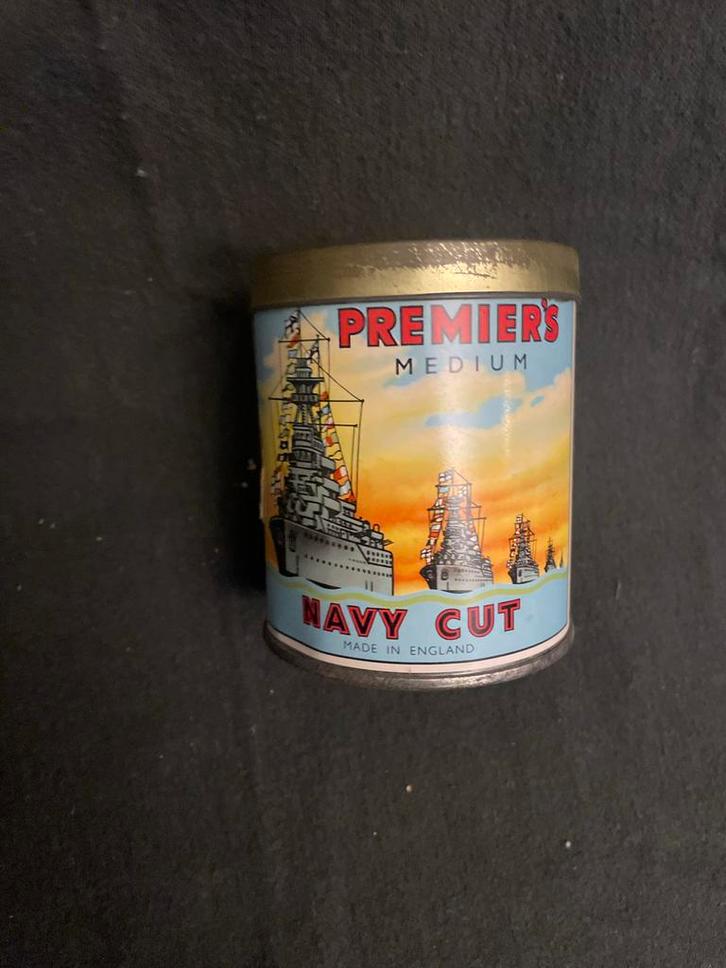 PREMIER'S
MEDIUM
NAVY CUT
MADE IN ENGLAND